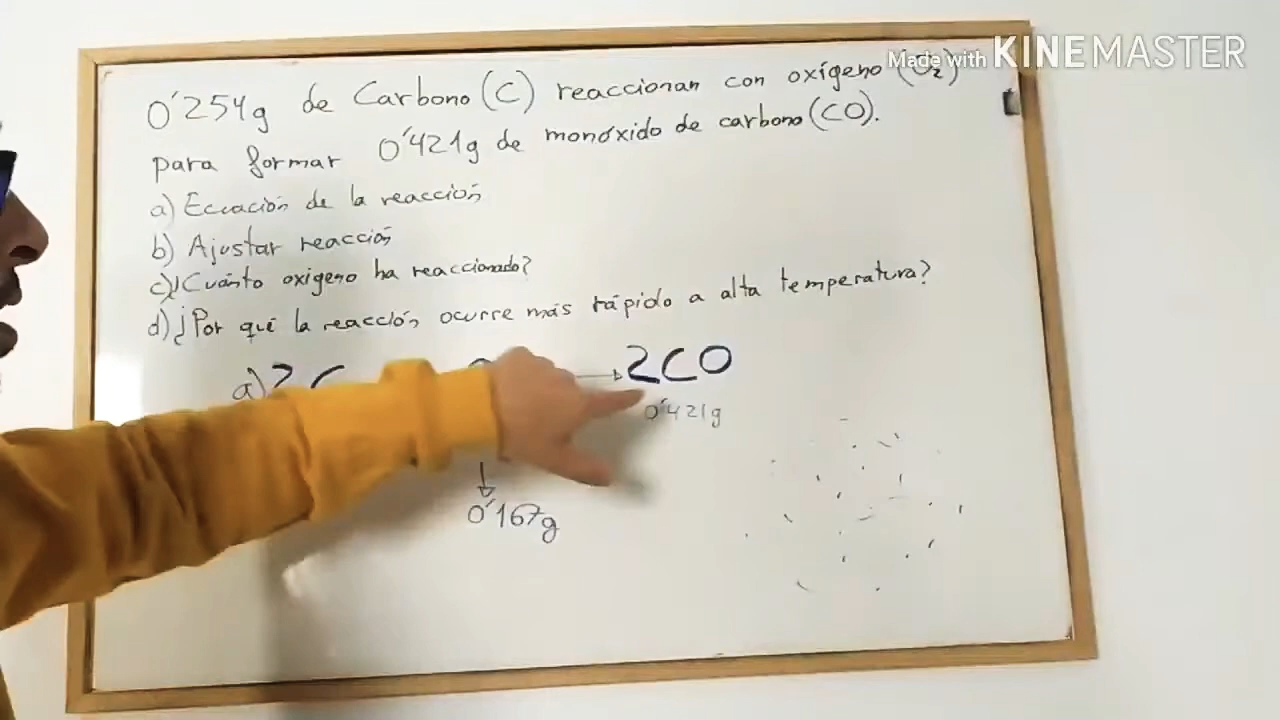 Made with KINEMASTER
0'254g de Carbono (C) reaccionan con oxígeno (O₂)
para formar 0'421g de monóxido de carbono (CO).
a) Ecuación de la reacción
b) Ajustar reacción
c) ¿Cuánto oxígeno ha reaccionado?
d) ¿Por qué la reacción ocurre más rápido a alta temperatura?
a) 2C → 2CO
0'421g
0'167g